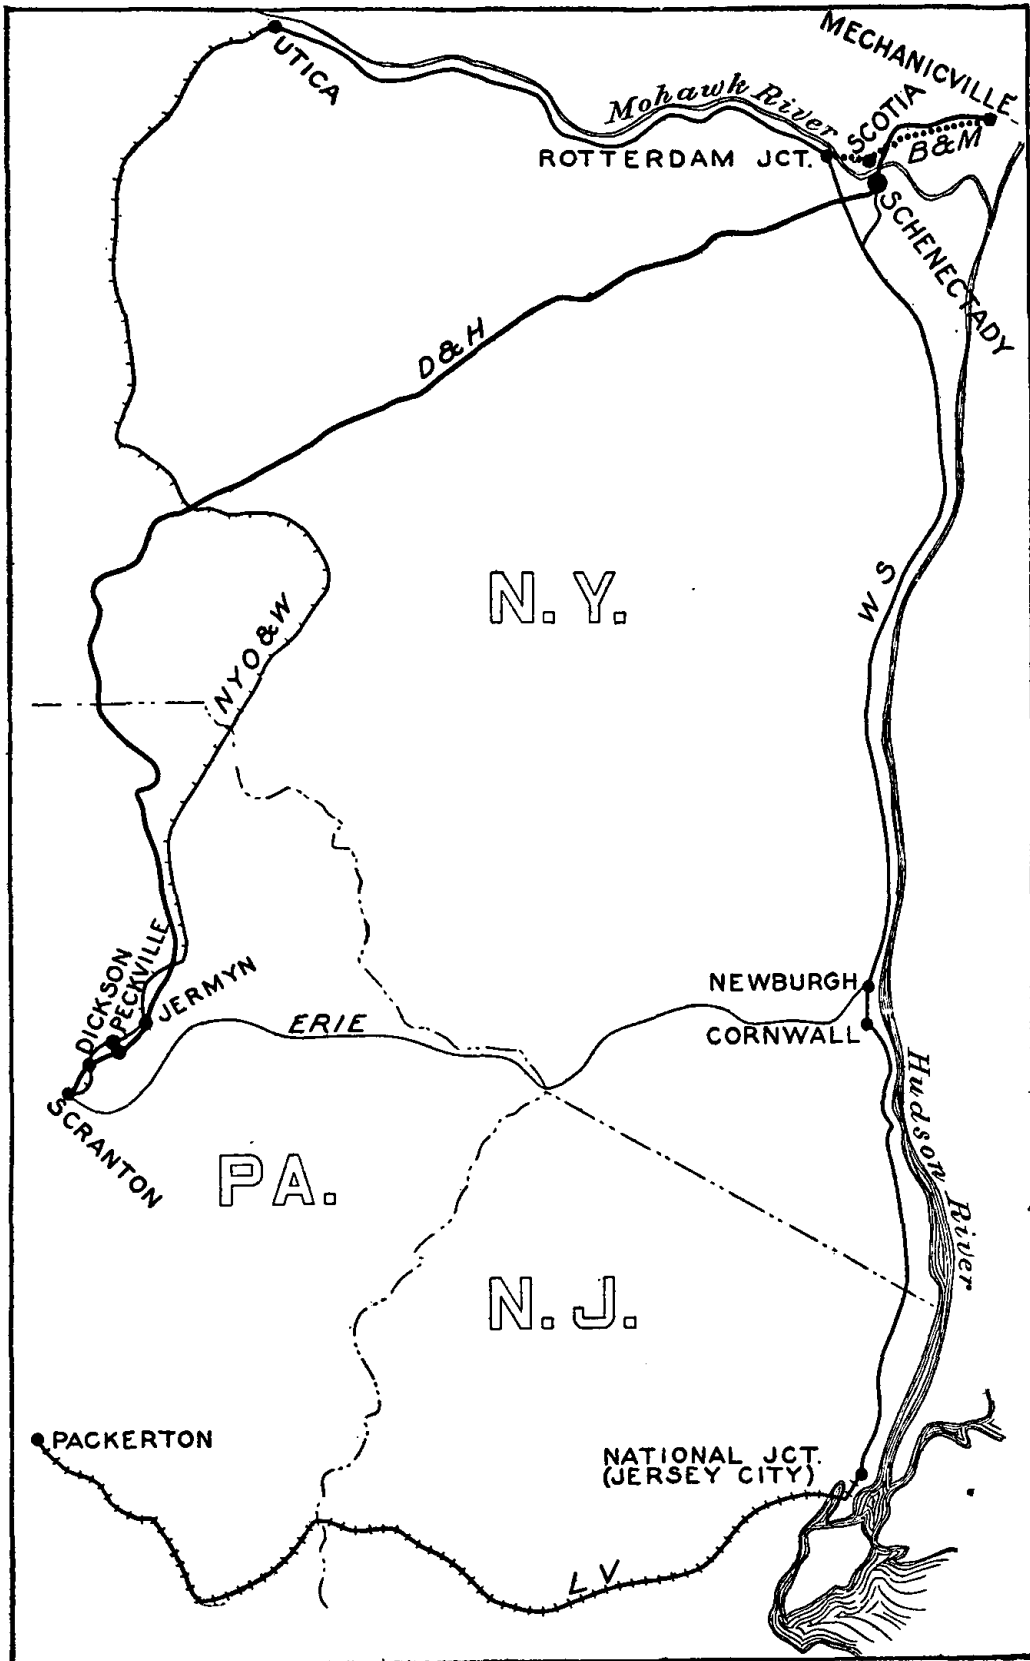 MECHANICVILLE
UTICA
Mohawk River
SCOTIA
B&M
ROTTERDAM JCT.
SCHENECTADY
D&H
N.Y.
W S
NYO&W
DICKSON
PECKVILLE
JERMYN
NEWBURGH
ERIE
CORNWALL
SCRANTON
Hudson River
PA.
N.J.
PACKERTON
NATIONAL JCT.
(JERSEY CITY)
L V